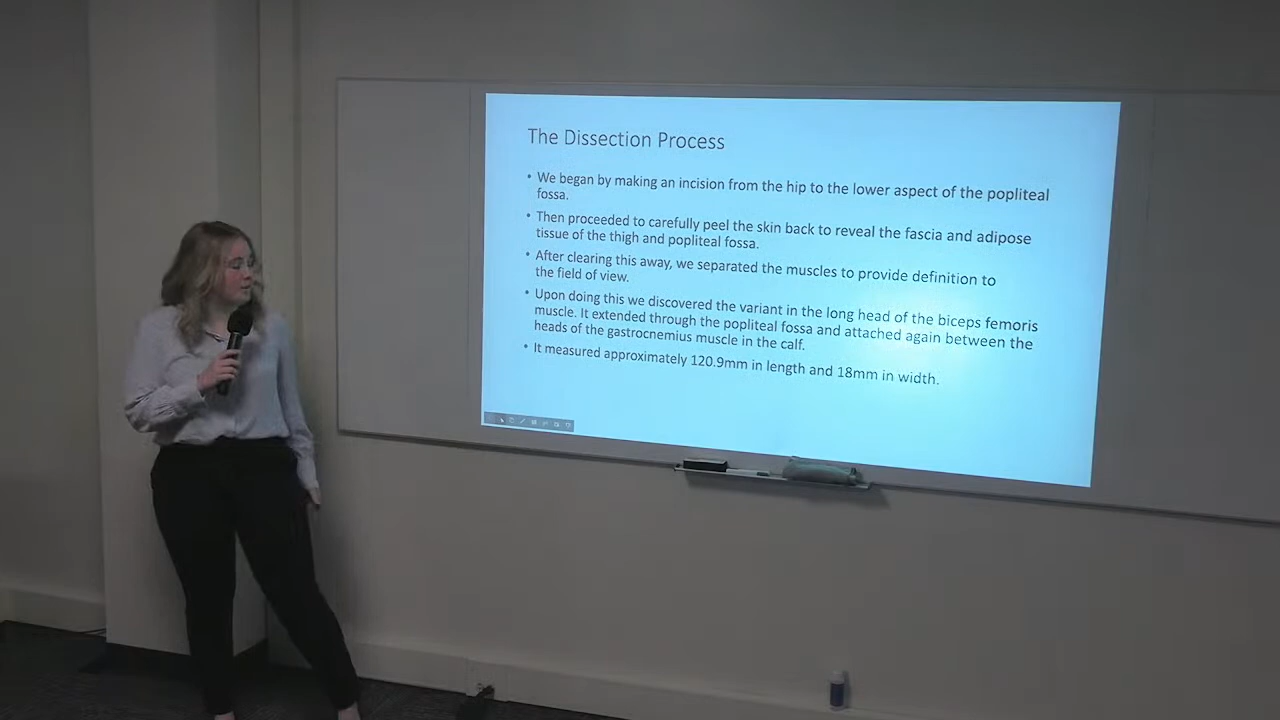 The Dissection Process
• We began by making an incision from the hip to the lower aspect of the popliteal
fossa.
• Then proceeded to carefully peel the skin back to reveal the fascia and adipose
tissue of the thigh and popliteal fossa.
• After clearing this away, we separated the muscles to provide definition to
the field of view.
• Upon doing this we discovered the variant in the long head of the biceps femoris
muscle. It extended through the popliteal fossa and attached again between the
heads of the gastrocnemius muscle in the calf.
• It measured approximately 120.9mm in length and 18mm in width.